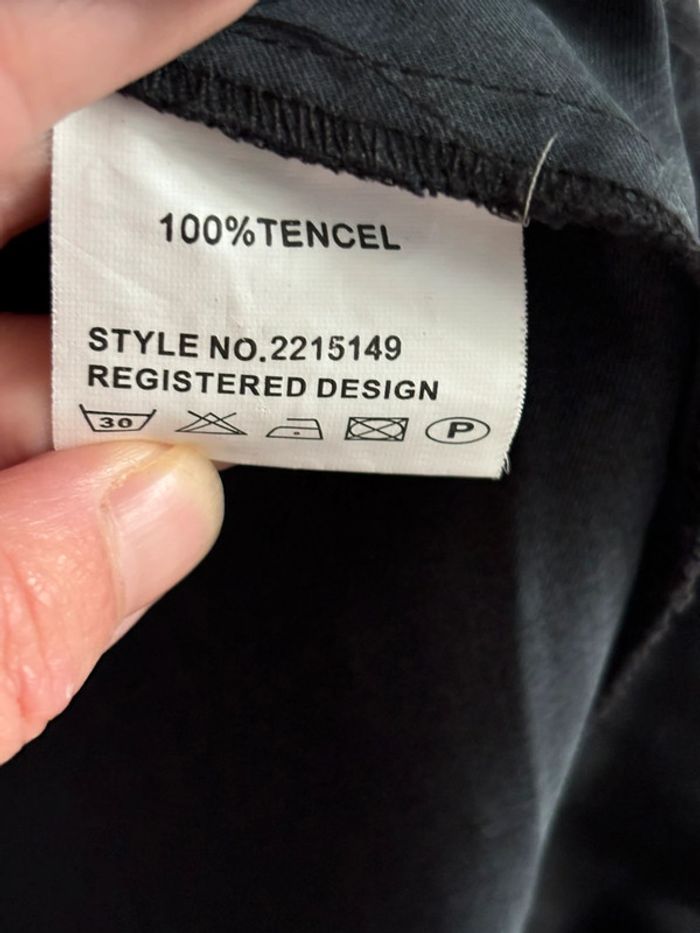 100%TENCEL
STYLE NO.2215149
REGISTERED DESIGN
30 P